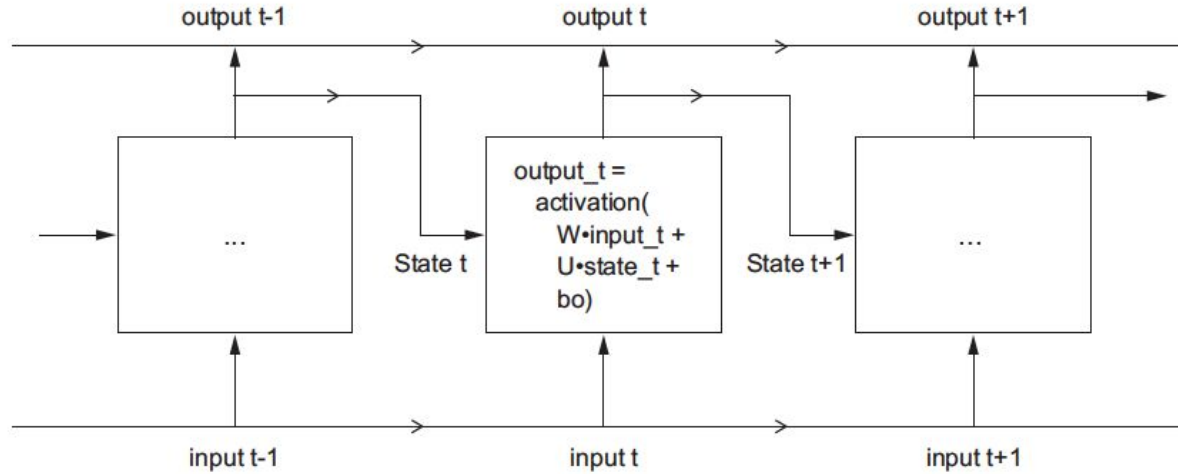 output t-1
output t
output t+1
...
output_t =
activation(
W•input_t +
U•state_t +
bo)
...
State t
State t+1
input t-1
input t
input t+1